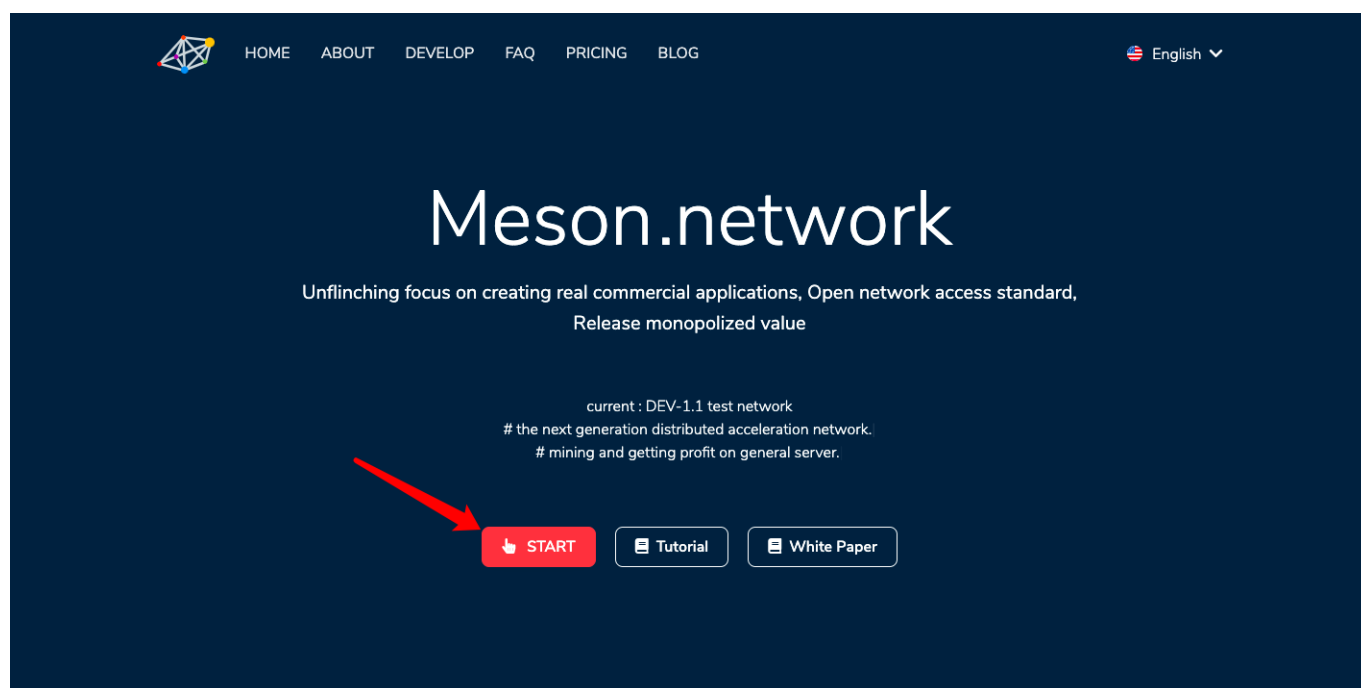 HOME ABOUT DEVELOP FAQ PRICING BLOG English
Meson.network
Unflinching focus on creating real commercial applications, Open network access standard,
Release monopolized value
current : DEV-1.1 test network
# the next generation distributed acceleration network.
# mining and getting profit on general server.
START Tutorial White Paper